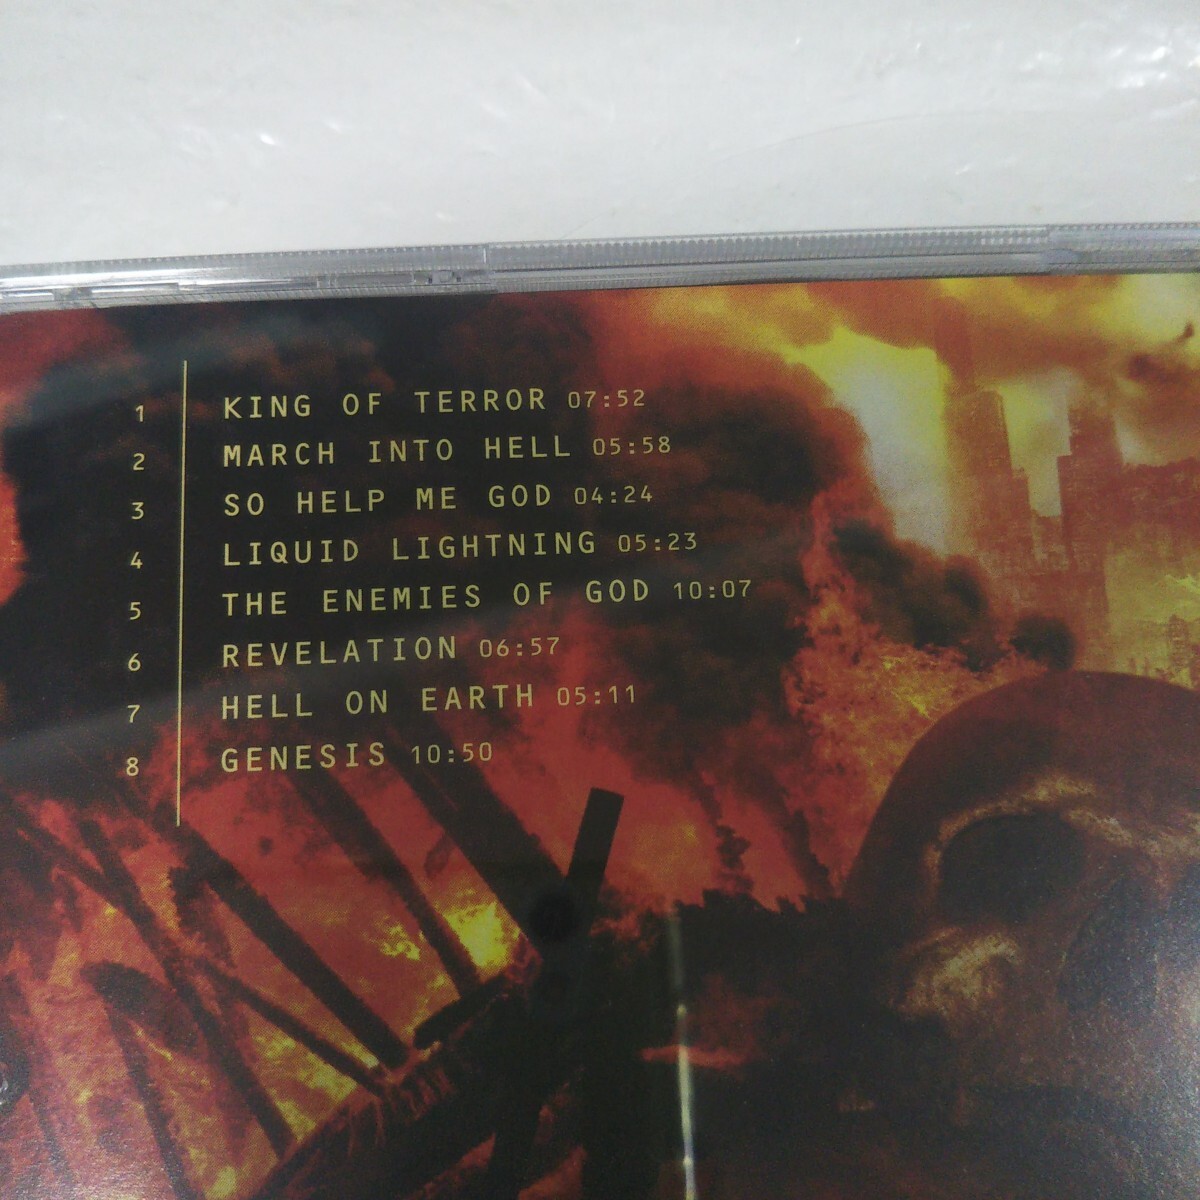 1 KING OF TERROR 07:52
2 MARCH INTO HELL 05:58
3 SO HELP ME GOD 04:24
4 LIQUID LIGHTNING 05:23
5 THE ENEMIES OF GOD 10:07
6 REVELATION 06:57
7 HELL ON EARTH 05:11
8 GENESIS 10:50